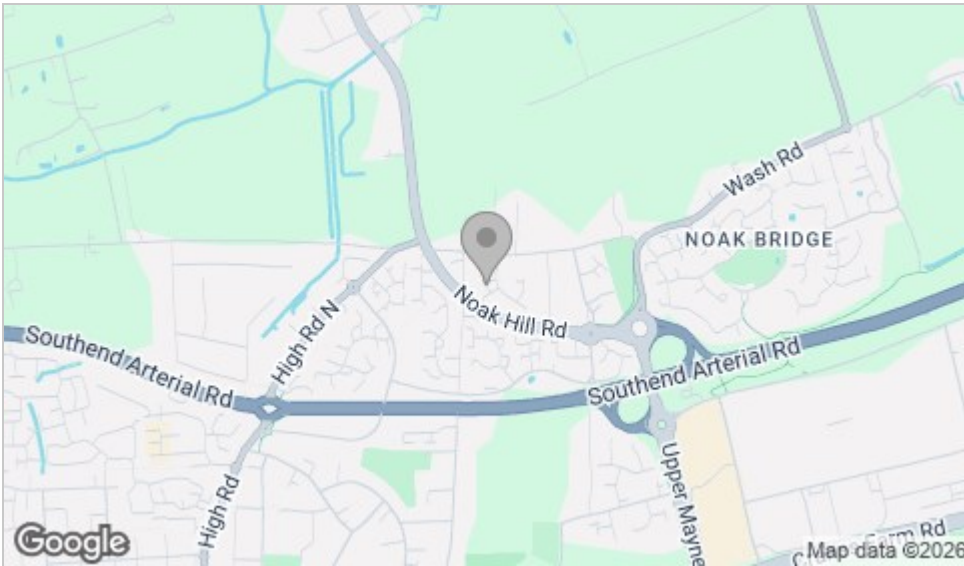 Wash Rd
NOAK BRIDGE
Noak Hill Rd
High Rd N
Southend Arterial Rd
Southend Arterial Rd
High Rd
Upper Mayne
Farm Rd
Google
Map data ©2026